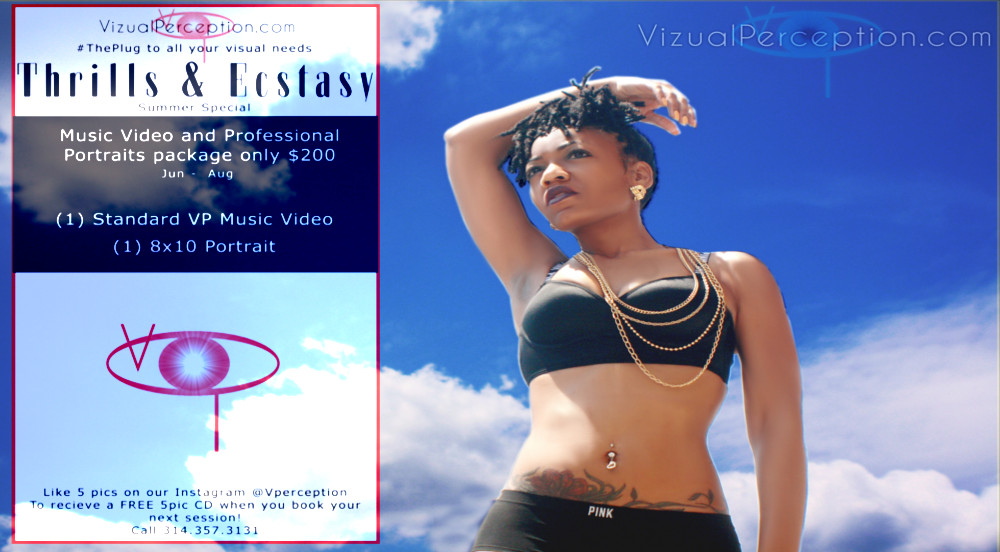 VizualPerception.com
#ThePlug to all your visual needs
Thrills & Ecstasy
Summer Special
Music Video and Professional
Portraits package only $200
Jun - Aug
(1) Standard VP Music Video
(1) 8x10 Portrait
Like 5 pics on our Instagram @Vperception
To recieve a FREE 5pic CD when you book your
next session!
Call 314.357.3131
VizualPerception.com
PINK